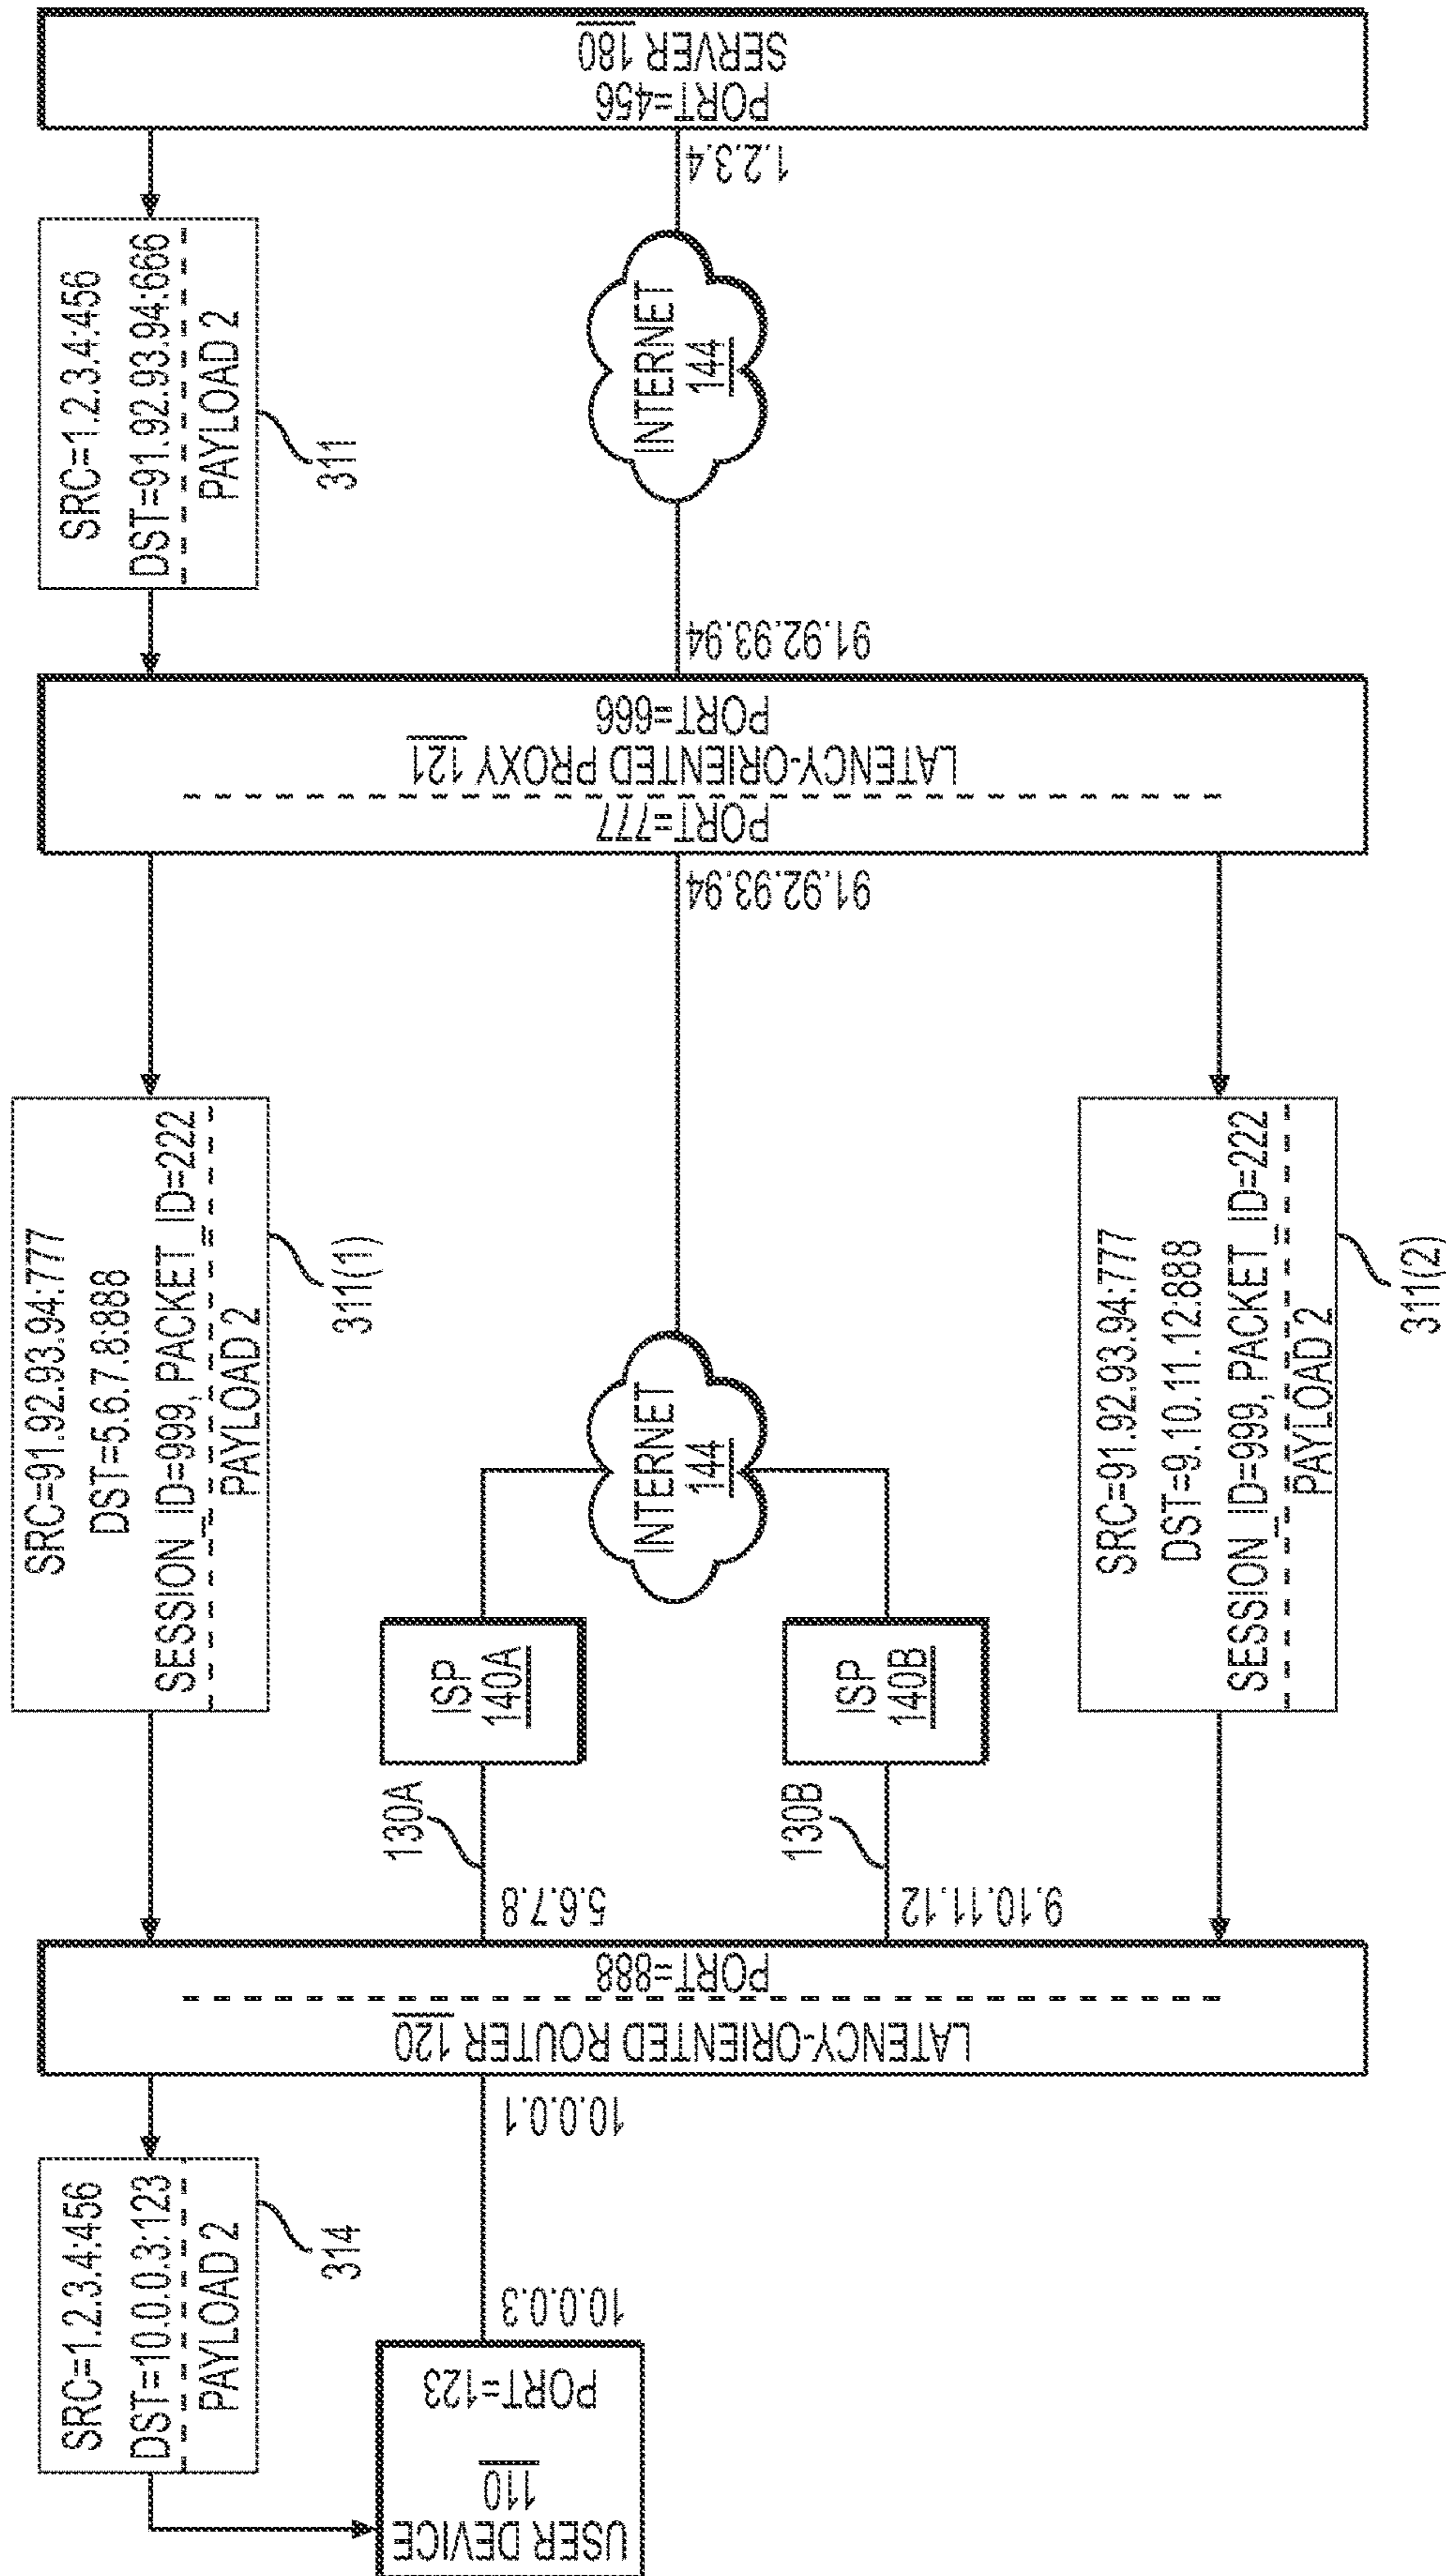 SRC=1.2.3.4:456
DST=10.0.0.3:123
PAYLOAD 2
314
USER DEVICE
110
PORT=123
10.0.0.3
10.0.0.1
LATENCY-ORIENTED ROUTER 120
PORT=888
5.6.7.8
9.10.11.12
130A
130B
ISP
140A
ISP
140B
SRC=91.92.93.94:777
DST=5.6.7.8:888
SESSION_ID=999, PACKET_ID=222
PAYLOAD 2
311(1)
INTERNET
144
SRC=91.92.93.94:777
DST=9.10.11.12:888
SESSION_ID=999, PACKET_ID=222
PAYLOAD 2
311(2)
91.92.93.94
PORT=777
LATENCY-ORIENTED PROXY 121
PORT=666
91.92.93.94
SRC=1.2.3.4:456
DST=91.92.93.94:666
PAYLOAD 2
311
INTERNET
144
1.2.3.4
PORT=456
SERVER 180